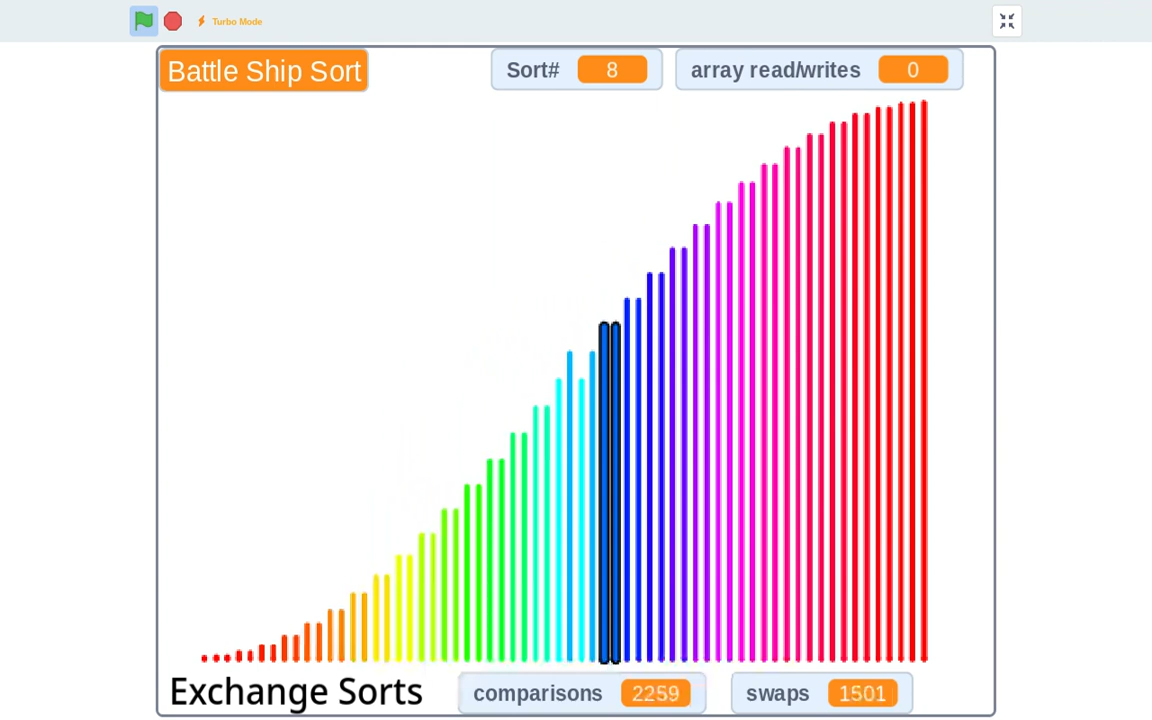 Turbo Mode
Battle Ship Sort
Sort# 8
array read/writes 0
Exchange Sorts
comparisons 2259
swaps 1501